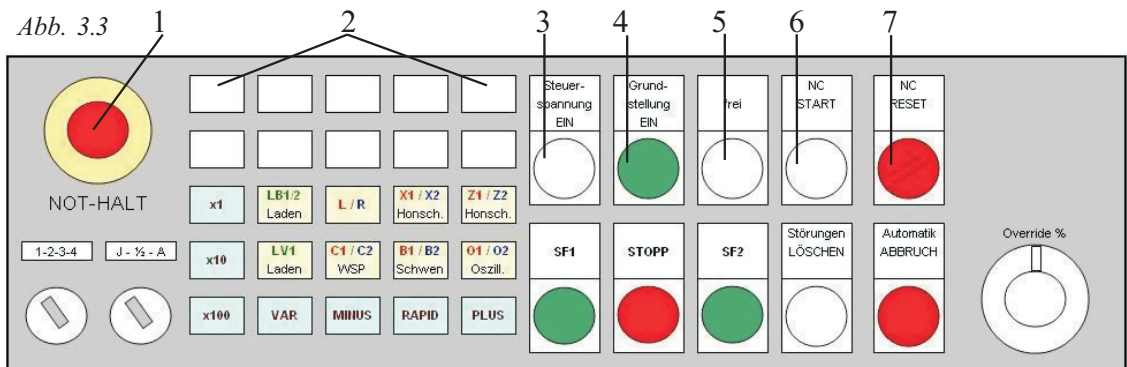 Abb. 3.3
1 2 3 4 5 6 7
Steuer-
spannung
EIN
Grund-
stellung
EIN
frei
NC
START
NC
RESET
NOT-HALT
x1
LB1/2
Laden
L / R
X1 / X2
Honsch.
Z1 / Z2
Honsch.
1-2-3-4
J - ½ - A
x10
LV1
Laden
C1 / C2
WSP
B1 / B2
Schwen
O1 / O2
Oszill.
SF1
STOPP
SF2
Störungen
LÖSCHEN
Automatik
ABBRUCH
Override %
x100
VAR
MINUS
RAPID
PLUS